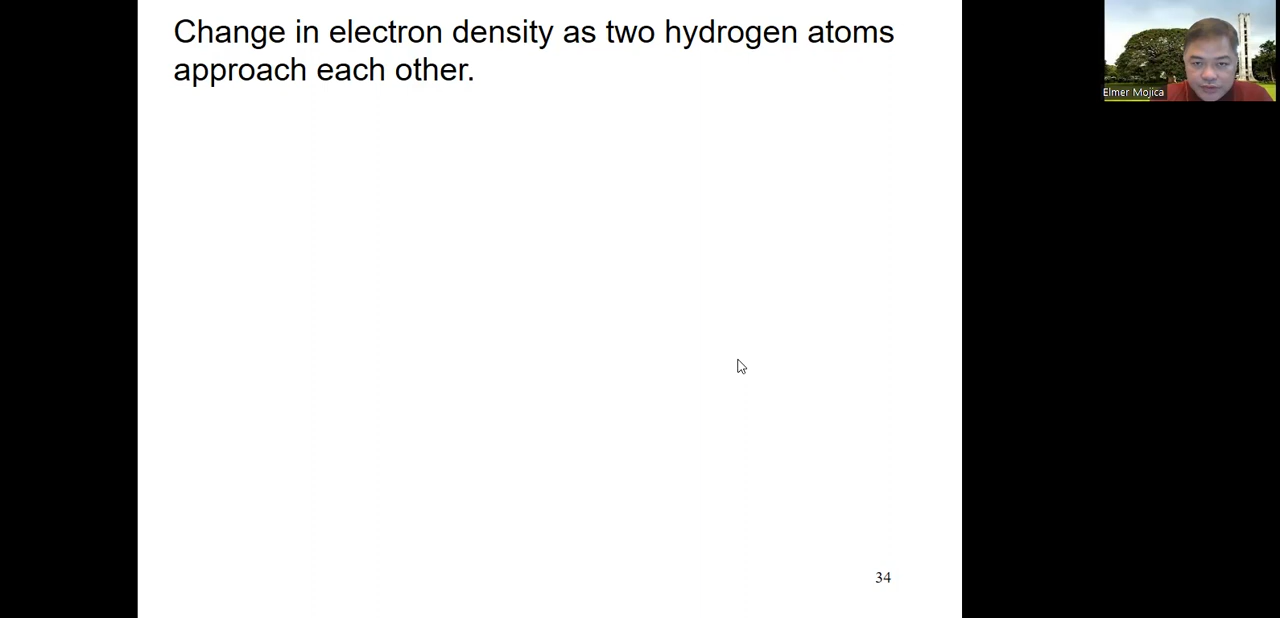 Change in electron density as two hydrogen atoms
approach each other.
Elmer Mojica
34